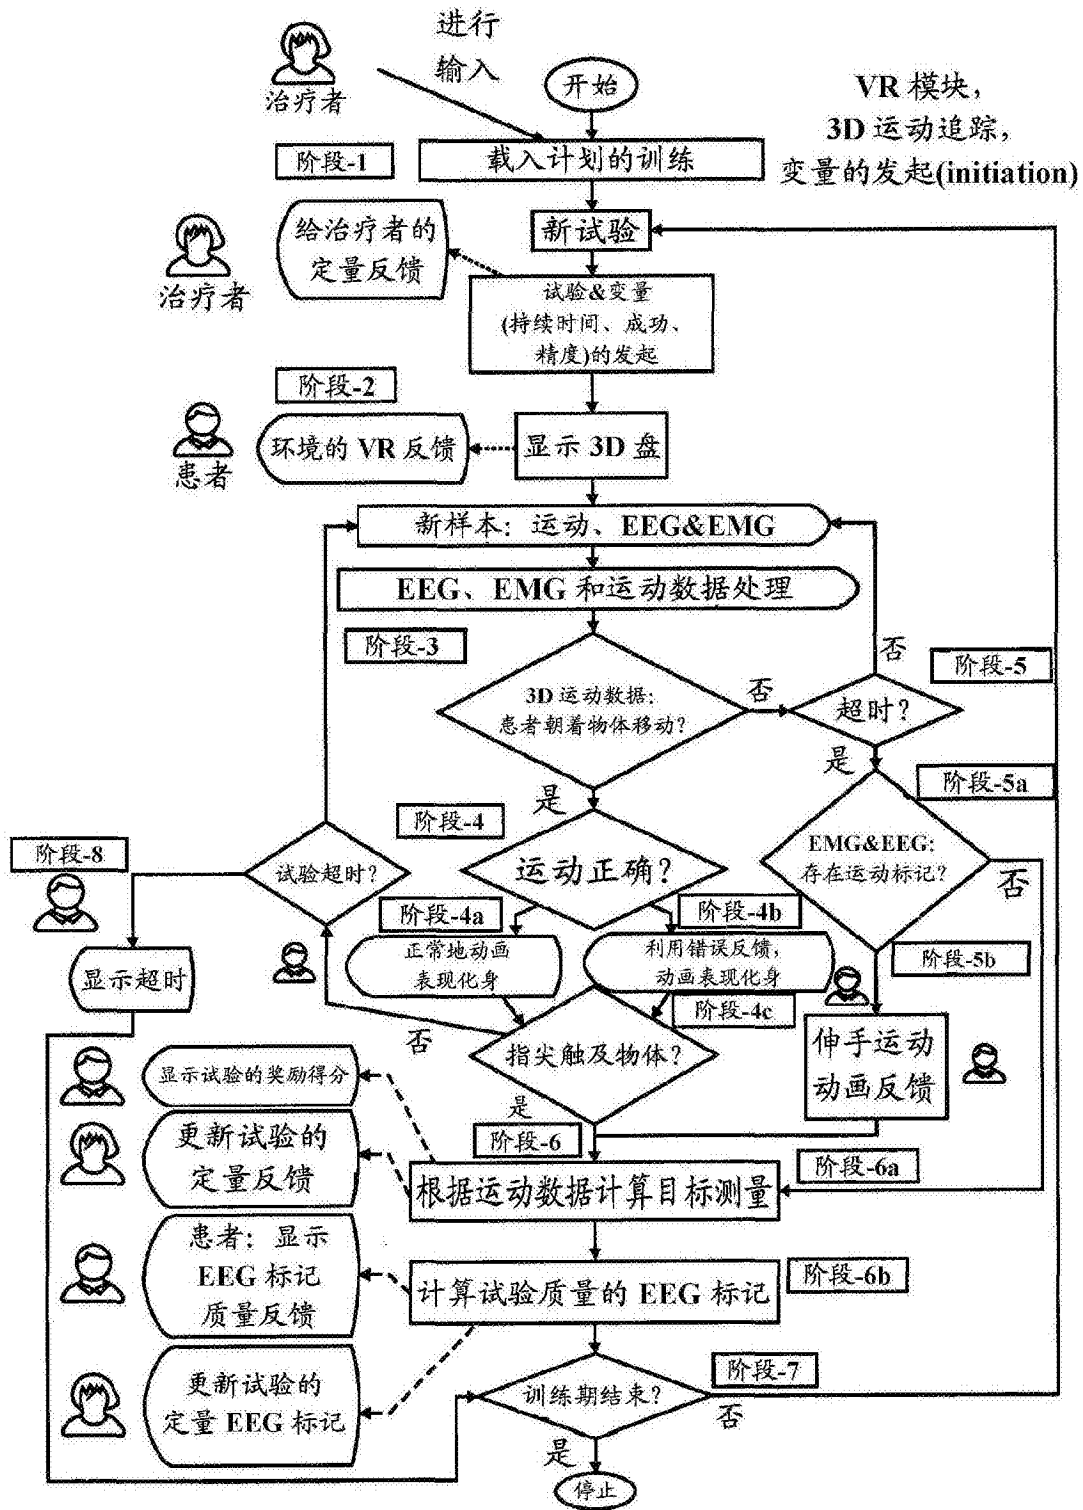 进行
输入
治疗者
开始
VR 模块，
3D 运动追踪，
变量的发起(initiation)
阶段-1
载入计划的训练
新试验
给治疗者的
定量反馈
治疗者
试验&变量
(持续时间、成功、
精度)的发起
阶段-2
患者
环境的 VR 反馈
显示 3D 盘
新样本：运动、EEG&EMG
EEG、EMG 和运动数据处理
阶段-3
3D 运动数据:
患者朝着物体移动?
否
否
阶段-5
超时?
是
是
阶段-5a
阶段-4
运动正确?
EMG&EEG:
存在运动标记?
否
阶段-8
试验超时?
阶段-4a
阶段-4b
正常地动画
表现化身
利用错误反馈，
动画表现化身
阶段-5b
显示超时
阶段-4c
否
指尖触及物体?
伸手运动
动画反馈
显示试验的奖励得分
是
更新试验的
定量反馈
阶段-6
阶段-6a
根据运动数据计算目标测量
患者：显示
EEG 标记
质量反馈
阶段-6b
计算试验质量的 EEG 标记
更新试验的
定量 EEG 标记
训练期结束?
阶段-7
否
是
停止